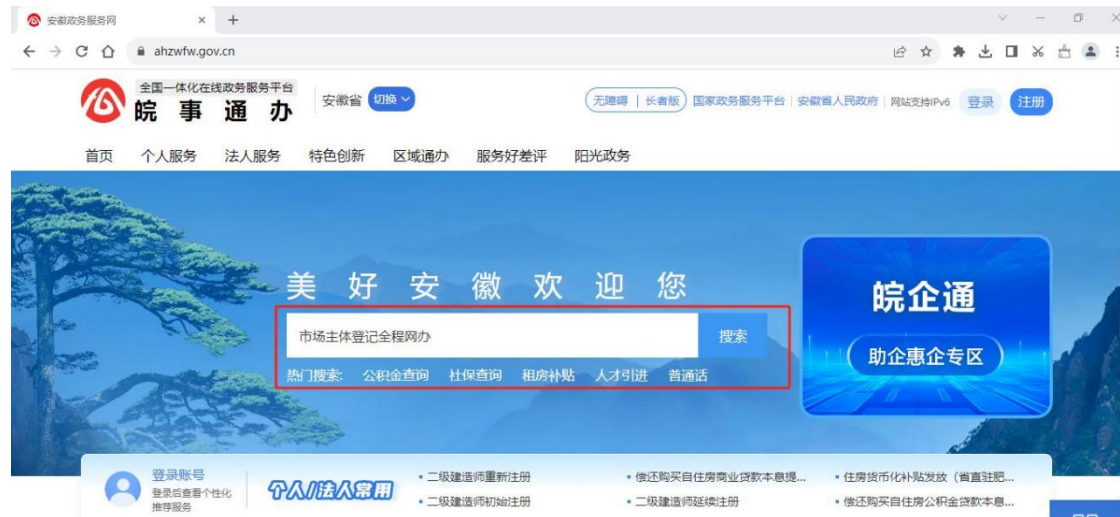 安徽政务服务网
ahzwfw.gov.cn
全国一体化在线政务服务平台
皖事通办
安徽省 切换
无障碍 | 长者版 国家政务服务平台 安徽省人民政府 网站支持IPv6 登录 注册
首页 个人服务 法人服务 特色创新 区域通办 服务好差评 阳光政务
美好安徽欢迎您
市场主体登记全程网办 搜索
热门搜索: 公积金查询 社保查询 租房补贴 人才引进 普通话
皖企通
助企惠企专区
登录账号
登录后查看个性化
推荐服务
个人/法人常用
▪ 二级建造师重新注册 ▪ 偿还购买自住房商业贷款本息提... ▪ 住房货币化补贴发放（省直驻肥...
▪ 二级建造师初始注册 ▪ 二级建造师延续注册 ▪ 偿还购买自住房公积金贷款本息...